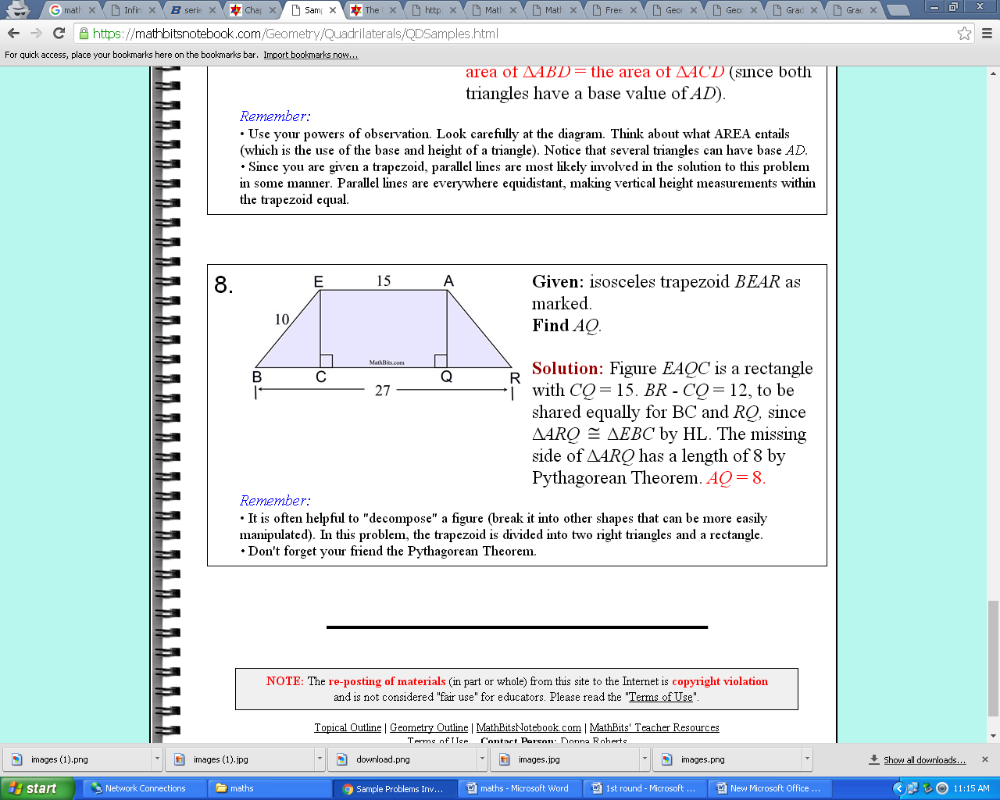 math
Infin
serie
Chap
Samp
The
http
Math
Math
Free
Geor
Geor
Grad
Grad
https://mathbitsnotebook.com/Geometry/Quadrilaterals/QDSamples.html
For quick access, place your bookmarks here on the bookmarks bar. Import bookmarks now...
area of ΔABD = the area of ΔACD (since both
triangles have a base value of AD).
Remember:
• Use your powers of observation. Look carefully at the diagram. Think about what AREA entails
(which is the use of the base and height of a triangle). Notice that several triangles can have base AD.
• Since you are given a trapezoid, parallel lines are most likely involved in the solution to this problem
in some manner. Parallel lines are everywhere equidistant, making vertical height measurements within
the trapezoid equal.
8.
E 15 A
10
MathBits.com
B C Q R
27
Given: isosceles trapezoid BEAR as
marked.
Find AQ.
Solution: Figure EAQC is a rectangle
with CQ = 15. BR - CQ = 12, to be
shared equally for BC and RQ, since
ΔARQ ≅ ΔEBC by HL. The missing
side of ΔARQ has a length of 8 by
Pythagorean Theorem. AQ = 8.
Remember:
• It is often helpful to "decompose" a figure (break it into other shapes that can be more easily
manipulated). In this problem, the trapezoid is divided into two right triangles and a rectangle.
• Don't forget your friend the Pythagorean Theorem.
NOTE: The re-posting of materials (in part or whole) from this site to the Internet is copyright violation
and is not considered "fair use" for educators. Please read the "Terms of Use".
Topical Outline | Geometry Outline | MathBitsNotebook.com | MathBits' Teacher Resources
Terms of Use Contact Person: Donna Roberts
images (1).png
images (1).jpg
download.png
images.jpg
images.png
Show all downloads...
start
Network Connections
maths
Sample Problems Inv...
maths - Microsoft Word
1st round - Microsoft ...
New Microsoft Office ...
11:15 AM